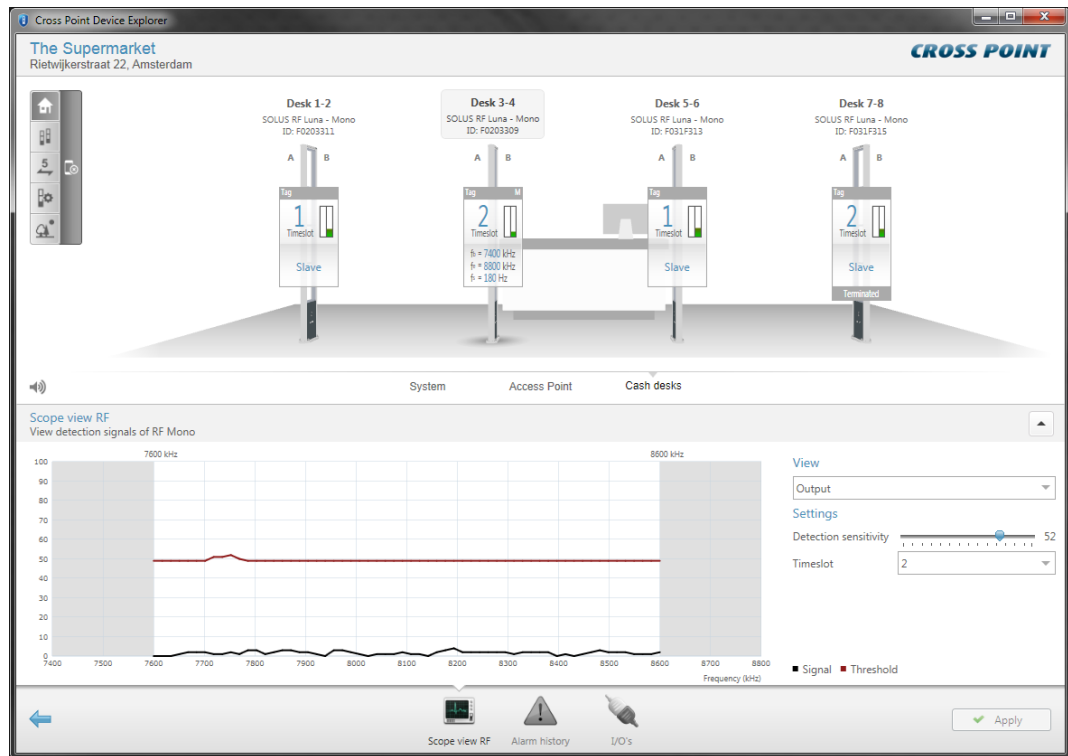 Cross Point Device Explorer
The Supermarket
Rietwijkerstraat 22, Amsterdam
CROSS POINT
Desk 1-2
SOLUS RF Luna - Mono
ID: F0203311
Desk 3-4
SOLUS RF Luna - Mono
ID: F0203309
Desk 5-6
SOLUS RF Luna - Mono
ID: F031F313
Desk 7-8
SOLUS RF Luna - Mono
ID: F031F315
A B
A B
A B
A B
Tag
1
Timeslot
Slave
Tag M
2
Timeslot
= 7400 kHz
= 8800 kHz
= 180 Hz
Tag
1
Timeslot
Slave
Tag
2
Timeslot
Slave
Terminated
5
System Access Point Cash desks
Scope view RF
View detection signals of RF Mono
7600 kHz 8600 kHz
100
90
80
70
60
50
40
30
20
10
0
7400 7500 7600 7700 7800 7900 8000 8100 8200 8300 8400 8500 8600 8700 8800
Frequency (kHz)
View
Output
Settings
Detection sensitivity 52
Timeslot 2
Signal Threshold
Scope view RF Alarm history I/O's
Apply